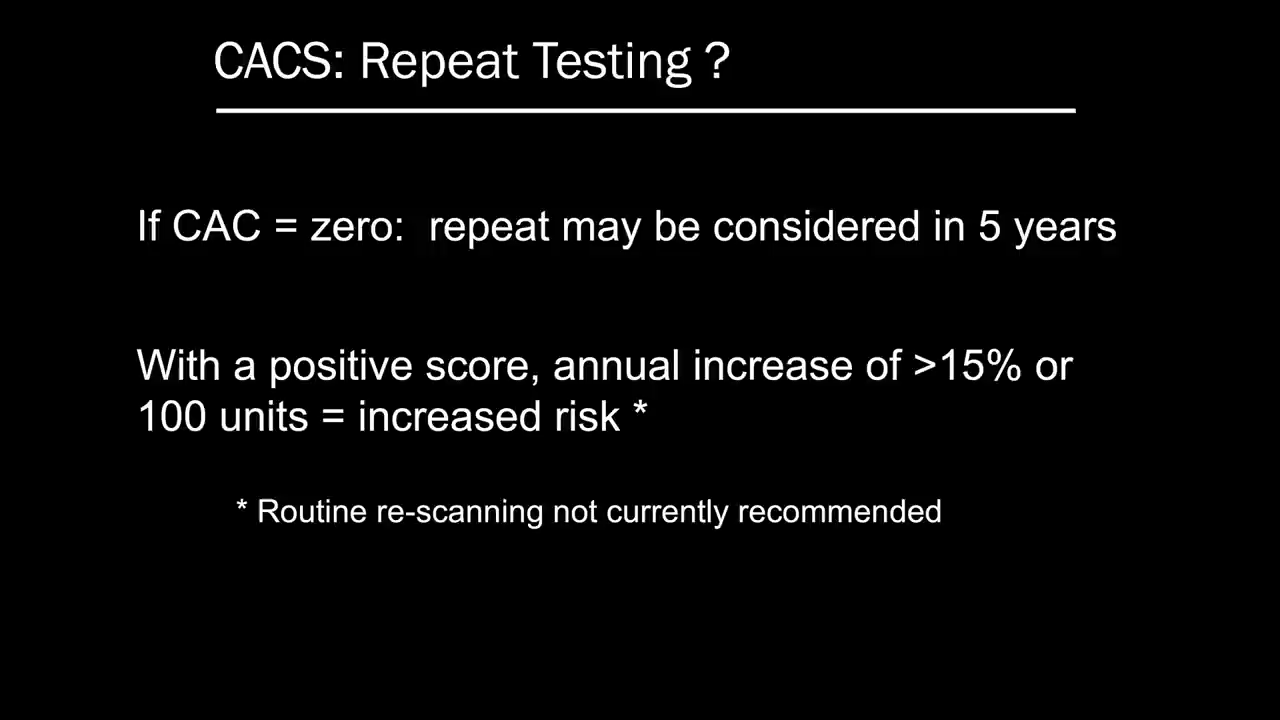 CACS: Repeat Testing ?
If CAC = zero:  repeat may be considered in 5 years
With a positive score, annual increase of >15% or
100 units = increased risk *
* Routine re-scanning not currently recommended